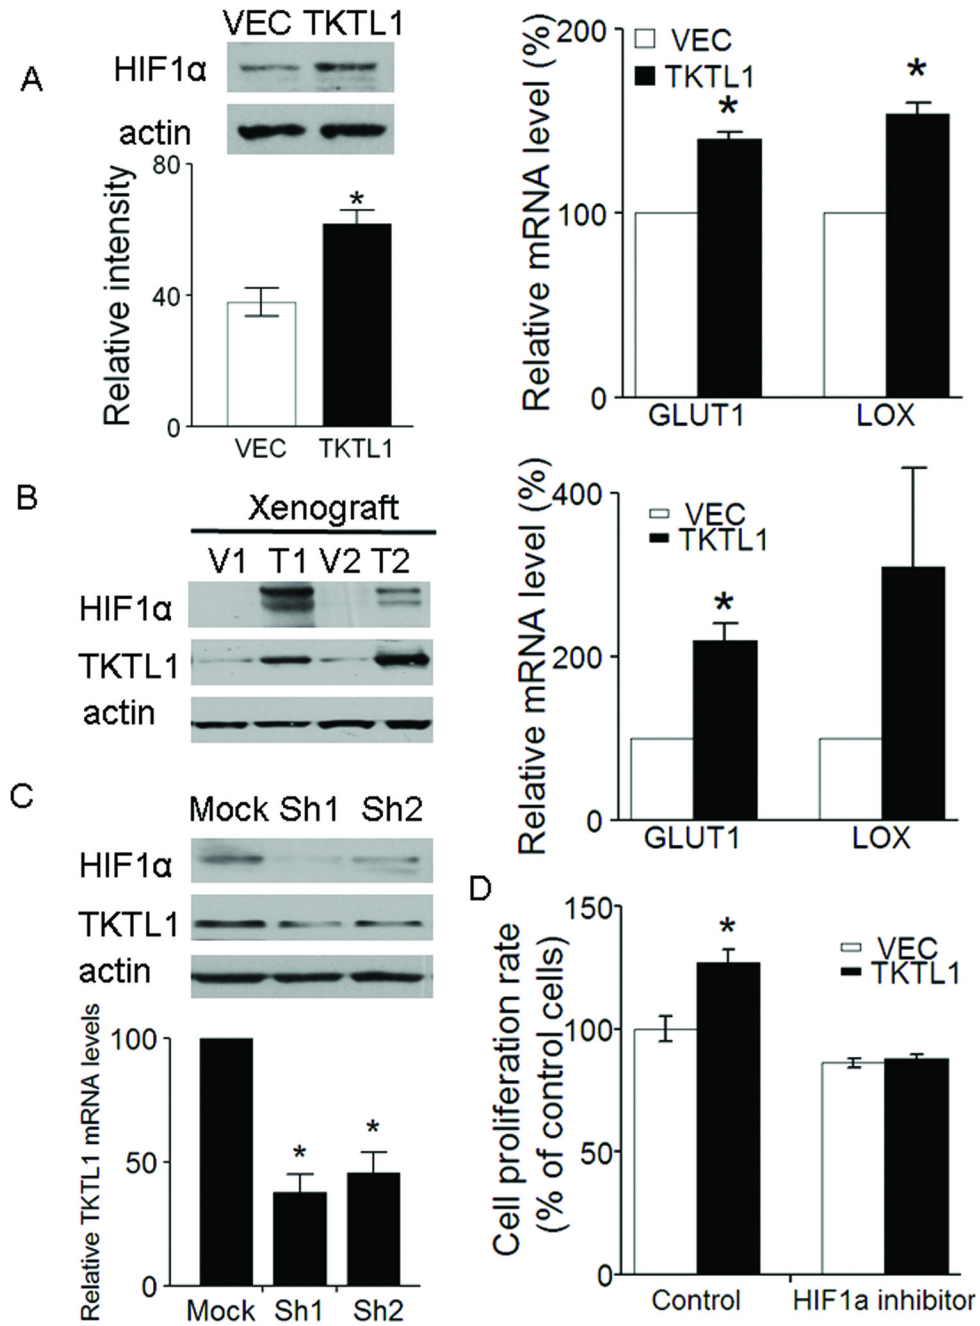 A
VEC TKTL1
HIF1α
actin
Relative intensity
80
40
0
*
VEC TKTL1
Relative mRNA level (%)
200
100
0
VEC
TKTL1
*
*
GLUT1 LOX
B
Xenograft
V1 T1 V2 T2
HIF1α
TKTL1
actin
Relative mRNA level (%)
400
200
0
VEC
TKTL1
*
GLUT1 LOX
C
Mock Sh1 Sh2
HIF1α
TKTL1
actin
Relative TKTL1 mRNA levels
100
50
0
*
*
Mock Sh1 Sh2
D
Cell proliferation rate
(% of control cells)
150
100
50
0
*
VEC
TKTL1
Control HIF1a inhibitor